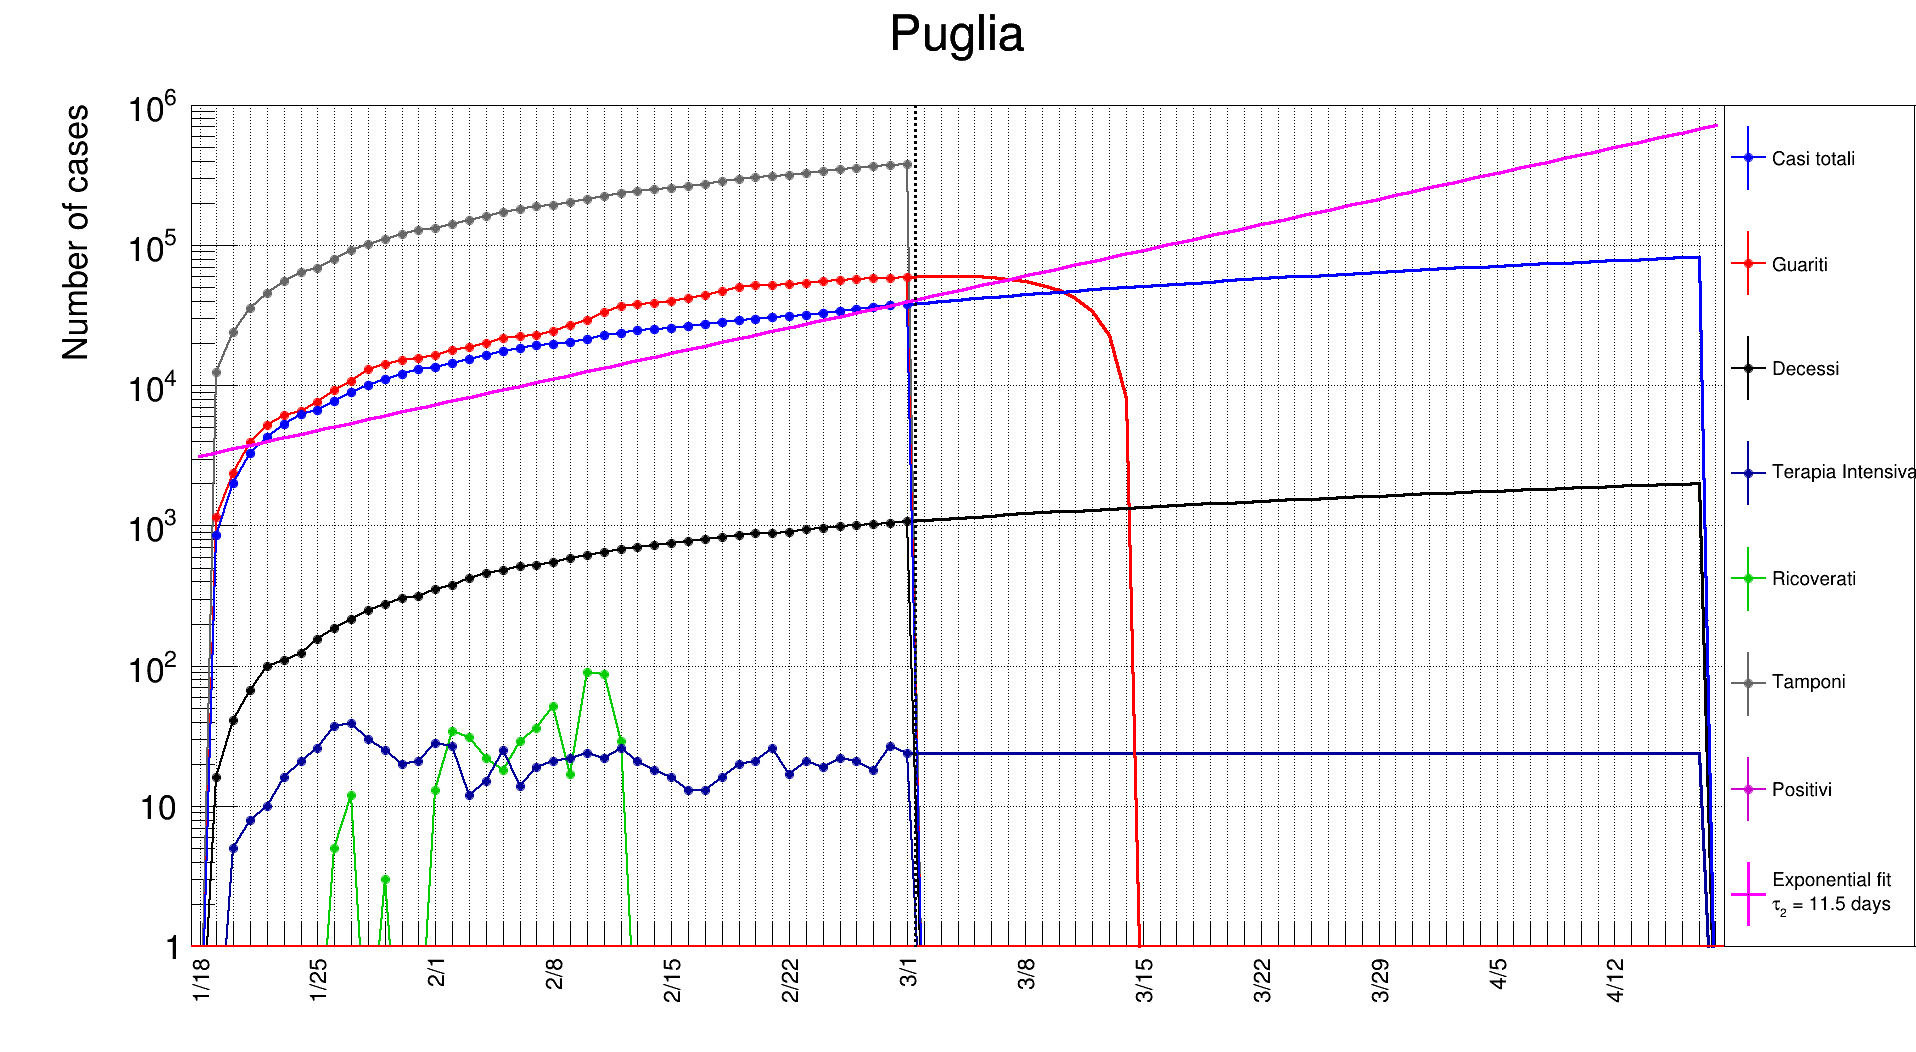 Puglia
Number of cases
10^6
10^5
10^4
10^3
10^2
10
1
1/18 1/25 2/1 2/8 2/15 2/22 3/1 3/8 3/15 3/22 3/29 4/5 4/12
Casi totali
Guariti
Decessi
Terapia Intensiva
Ricoverati
Tamponi
Positivi
Exponential fit
τ₂ = 11.5 days